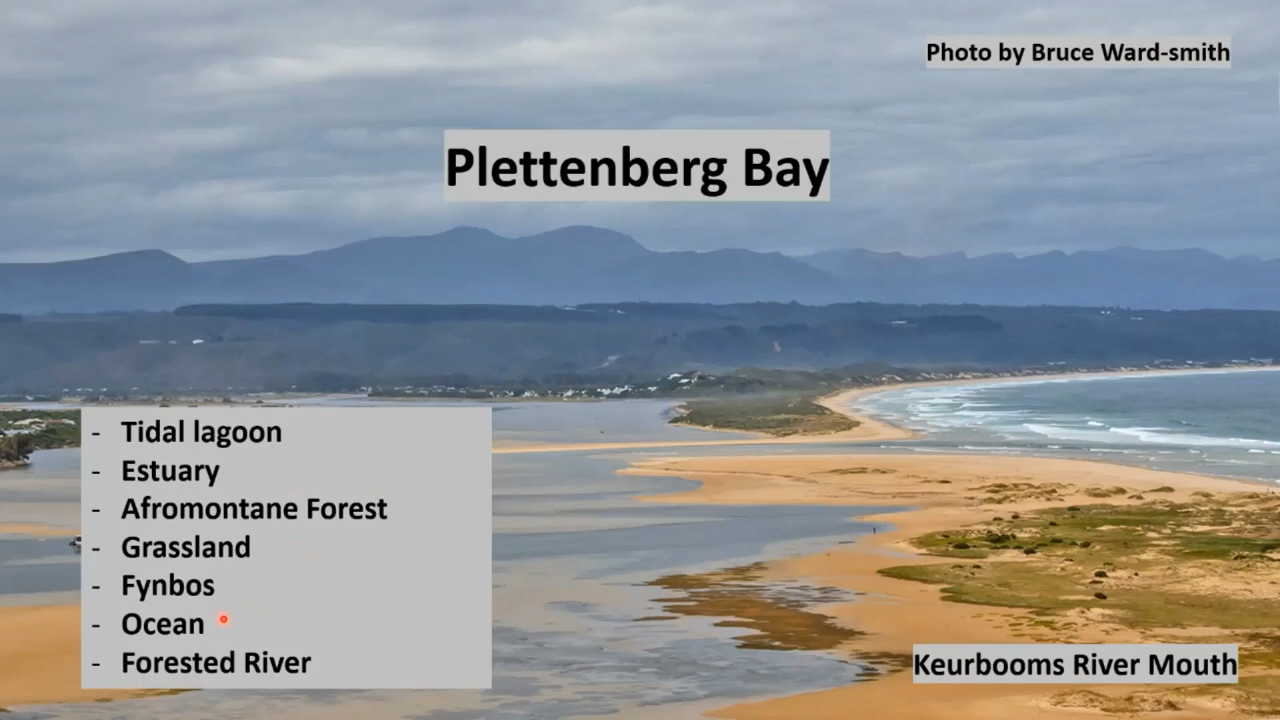 Photo by Bruce Ward-smith
Plettenberg Bay
- Tidal lagoon
- Estuary
- Afromontane Forest
- Grassland
- Fynbos
- Ocean
- Forested River
Keurbooms River Mouth